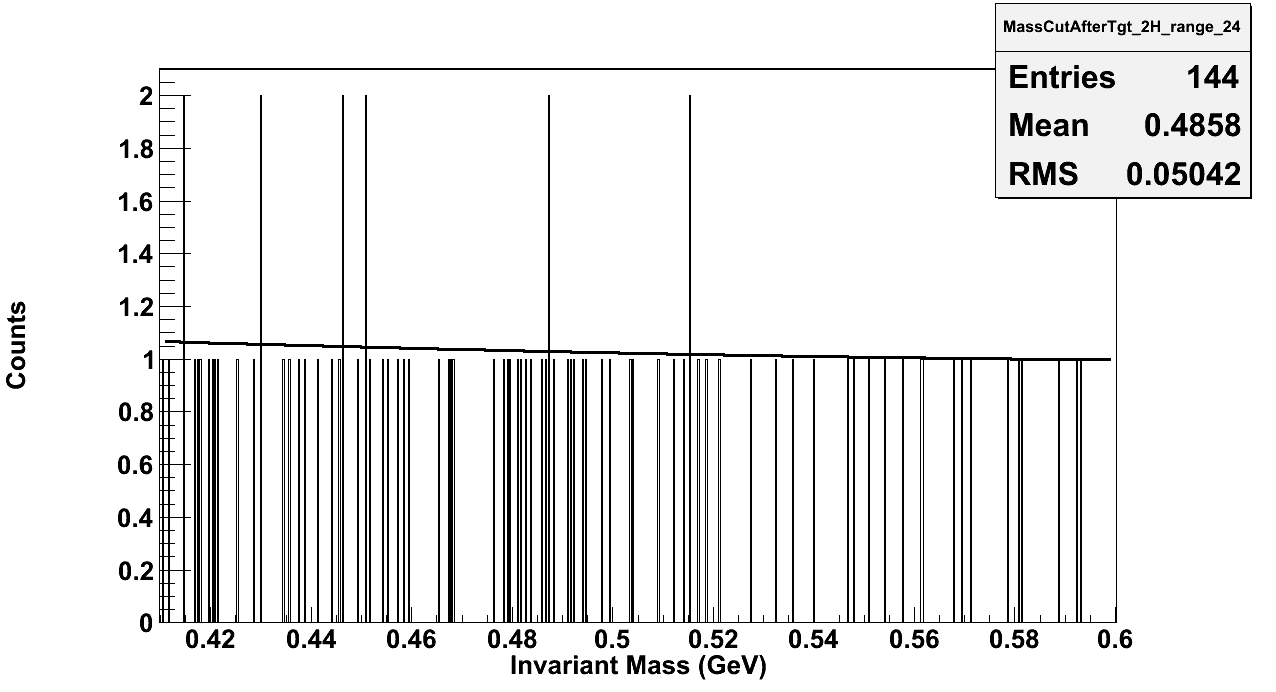 MassCutAfterTgt_2H_range_24
Entries 144
Mean 0.4858
RMS 0.05042
2
1.8
1.6
1.4
1.2
1
0.8
0.6
0.4
0.2
0
Counts
0.42 0.44 0.46 0.48 0.5 0.52 0.54 0.56 0.58 0.6
Invariant Mass (GeV)